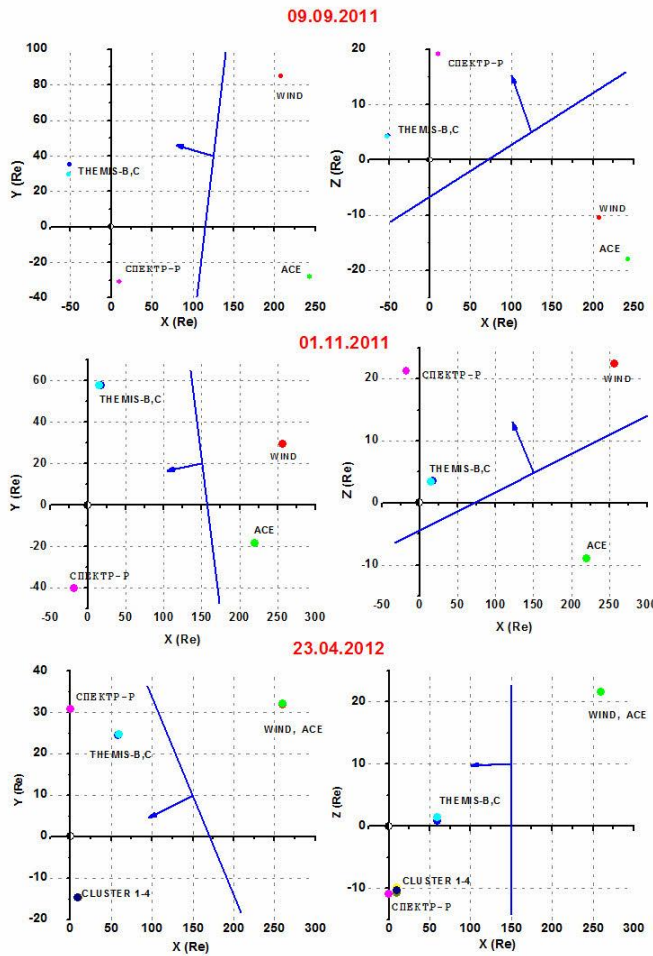 09.09.2011
100
80
60
40
20
0
-20
-40
Y (Re)
WIND
THEMIS-B,C
СПЕКТР-Р
ACE
-50 0 50 100 150 200 250
X (Re)
20
10
0
-10
-20
Z (Re)
СПЕКТР-Р
THEMIS-B,C
WIND
ACE
-50 0 50 100 150 200 250
X (Re)
01.11.2011
60
40
20
0
-20
-40
Y (Re)
THEMIS-B,C
WIND
ACE
СПЕКТР-Р
-50 0 50 100 150 200 250 300
X (Re)
20
10
0
-10
Z (Re)
СПЕКТР-Р
WIND
THEMIS-B,C
ACE
-50 0 50 100 150 200 250 300
X (Re)
23.04.2012
40
30
20
10
0
-10
-20
Y (Re)
СПЕКТР-Р
THEMIS-B,C
WIND, ACE
CLUSTER 1-4
0 50 100 150 200 250 300
X (Re)
20
10
0
-10
Z (Re)
WIND, ACE
THEMIS-B,C
CLUSTER 1-4
СПЕКТР-Р
0 50 100 150 200 250 300
X (Re)